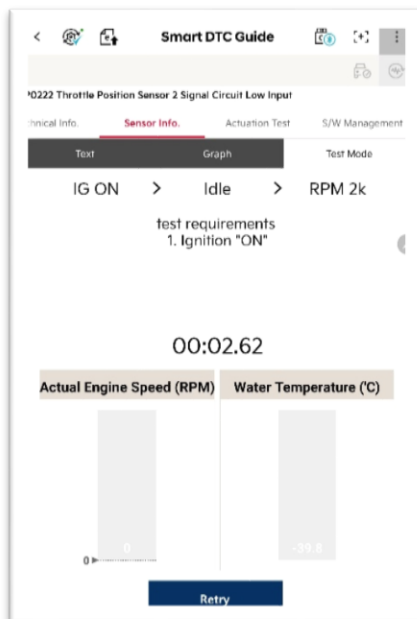 Smart DTC Guide
P0222 Throttle Position Sensor 2 Signal Circuit Low Input
hnical Info. Sensor Info. Actuation Test S/W Management
Text Graph Test Mode
IG ON > Idle > RPM 2k
test requirements
1. Ignition "ON"
00:02.62
Actual Engine Speed (RPM) Water Temperature (℃)
0 -39.8
0
Retry